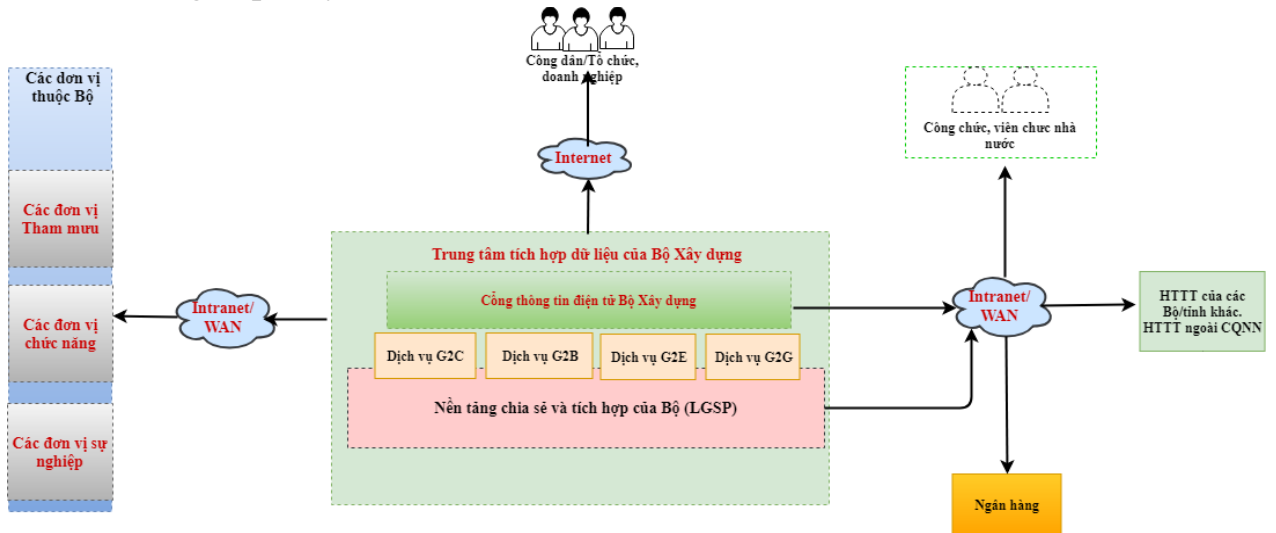 Công dân/Tổ chức,
doanh nghiệp
Các đơn vị
thuộc Bộ
Công chức, viên chưc nhà
nước
Internet
Các đơn vị
Tham mưu
Trung tâm tích hợp dữ liệu của Bộ Xây dựng
Cổng thông tin điện tử Bộ Xây dựng
Intranet/
WAN
Intranet/
WAN
HTTT của các
Bộ/tỉnh khác.
HTTT ngoài CQNN
Các đơn vị
chức năng
Dịch vụ G2C
Dịch vụ G2B
Dịch vụ G2E
Dịch vụ G2G
Nền tảng chia sẻ và tích hợp của Bộ (LGSP)
Các đơn vị sự
nghiệp
Ngân hàng